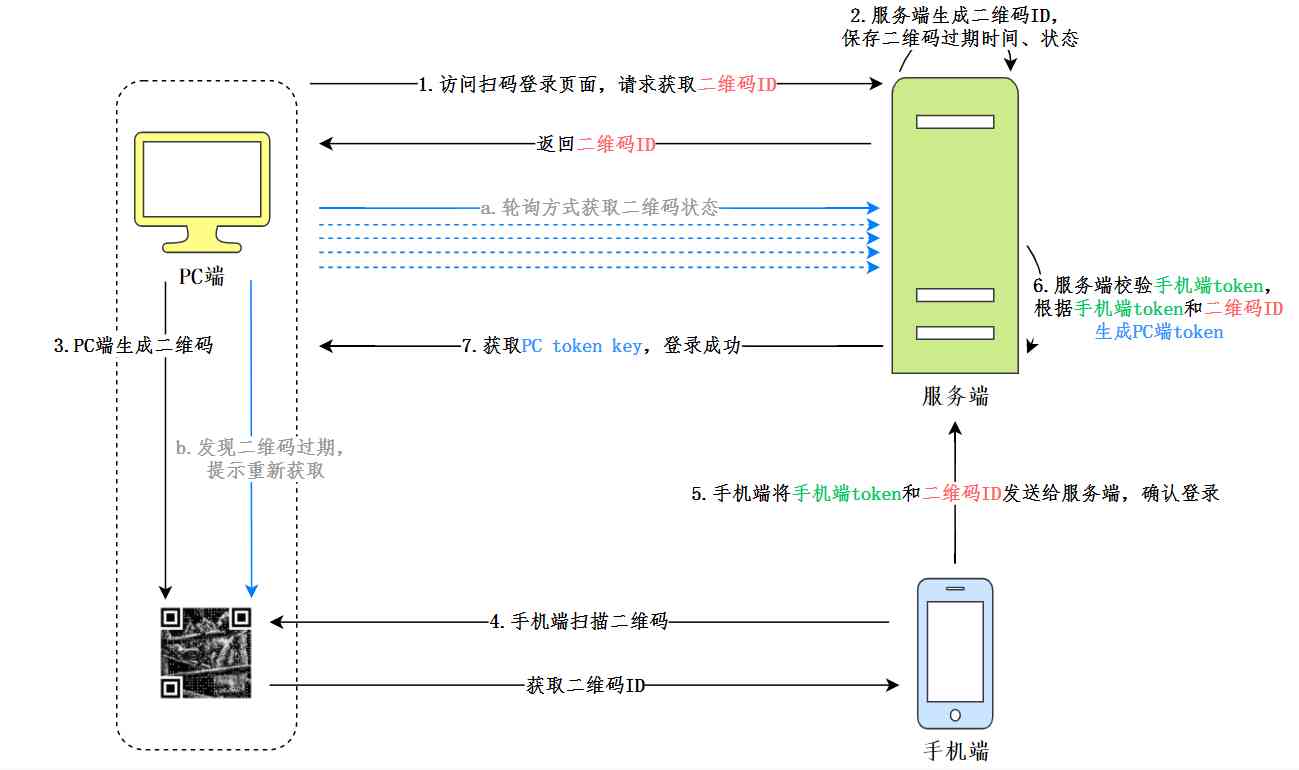 2.服务端生成二维码ID，
保存二维码过期时间、状态
1.访问扫码登录页面，请求获取二维码ID
返回二维码ID
a.轮询方式获取二维码状态
PC端
6.服务端校验手机端token，
根据手机端token和二维码ID
生成PC端token
3.PC端生成二维码
7.获取PC token key，登录成功
服务端
b.发现二维码过期，
提示重新获取
5.手机端将手机端token和二维码ID发送给服务端，确认登录
4.手机端扫描二维码
获取二维码ID
手机端